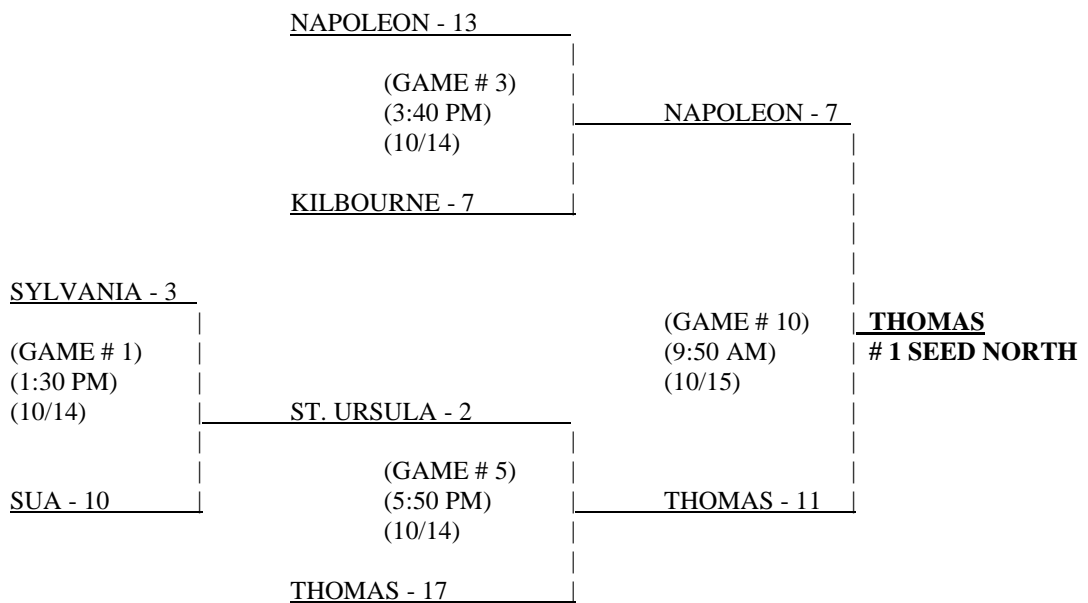 NAPOLEON - 13
(GAME # 3)
(3:40 PM)
(10/14)
NAPOLEON - 7
KILBOURNE - 7
SYLVANIA - 3
(GAME # 1)
(1:30 PM)
(10/14)
(GAME # 10)
(9:50 AM)
(10/15)
THOMAS
# 1 SEED NORTH
ST. URSULA - 2
SUA - 10
(GAME # 5)
(5:50 PM)
(10/14)
THOMAS - 11
THOMAS - 17